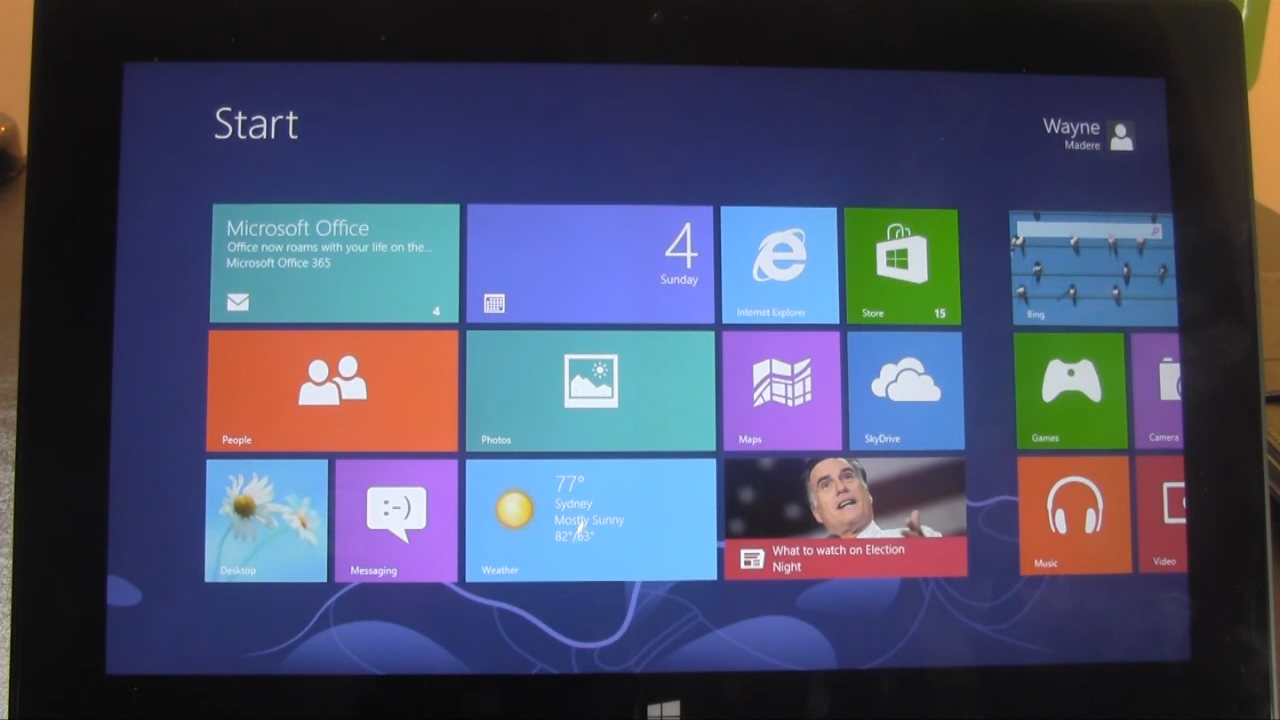 Start
Wayne
Madere
Microsoft Office
Office now roams with your life on the...
Microsoft Office 365
4
4
Sunday
Internet Explorer
Store
15
Bing
People
Photos
Maps
SkyDrive
Games
Camera
Desktop
Messaging
77°
Sydney
Mostly Sunny
82°/63°
Weather
What to watch on Election
Night
Music
Video